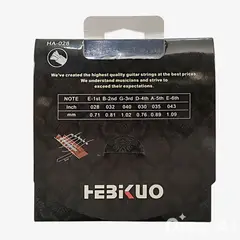 HA-028
We've created the highest quality guitar strings at the best prices
We understand musicians and strive
to exceed your expectations.
NOTE E-1st B-2nd G-3rd D-4th A-5th E-6th
Inch 028 032 040 030 035 043
mm 0.71 0.81 1.02 0.76 0.89 1.09
HEBIKUO